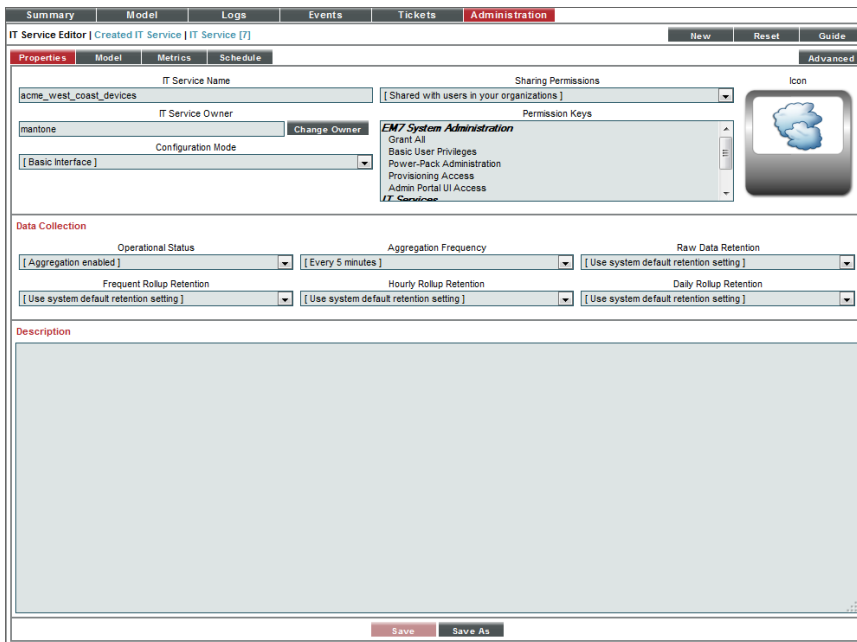 Summary Model Logs Events Tickets Administration
IT Service Editor | Created IT Service | IT Service [7] New Reset Guide
Properties Model Metrics Schedule Advanced
IT Service Name Sharing Permissions Icon
acme_west_coast_devices [ Shared with users in your organizations ]
IT Service Owner Permission Keys
mantone Change Owner EM7 System Administration
Grant All
Configuration Mode Basic User Privileges
[ Basic Interface ] Power-Pack Administration
Provisioning Access
Admin Portal UI Access
IT Services
Data Collection
Operational Status Aggregation Frequency Raw Data Retention
[ Aggregation enabled ] [ Every 5 minutes ] [ Use system default retention setting ]
Frequent Rollup Retention Hourly Rollup Retention Daily Rollup Retention
[ Use system default retention setting ] [ Use system default retention setting ] [ Use system default retention setting ]
Description
Save Save As